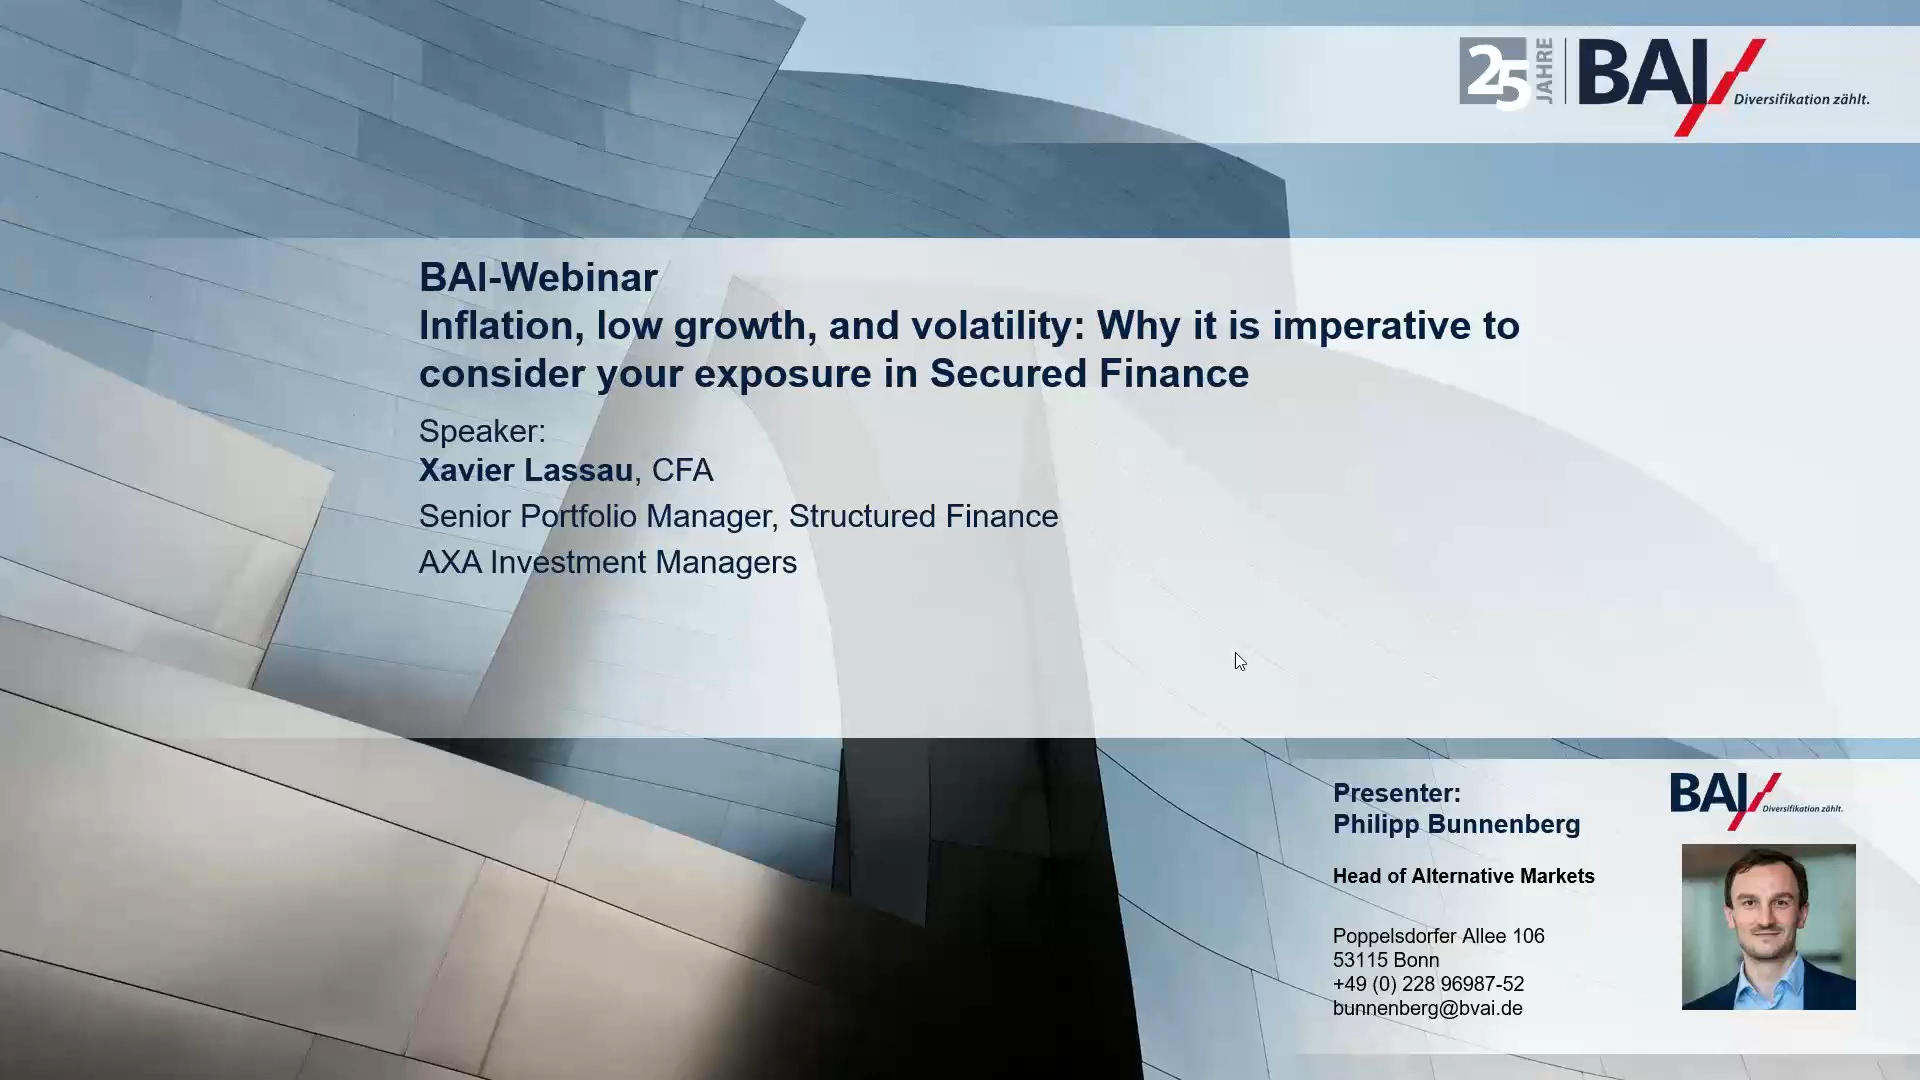 25 JAHRE
BAI
Diversifikation zählt.
BAI-Webinar
Inflation, low growth, and volatility: Why it is imperative to
consider your exposure in Secured Finance
Speaker:
Xavier Lassau, CFA
Senior Portfolio Manager, Structured Finance
AXA Investment Managers
Presenter:
Philipp Bunnenberg
BAI
Diversifikation zählt.
Head of Alternative Markets
Poppelsdorfer Allee 106
53115 Bonn
+49 (0) 228 96987-52
bunnenberg@bvai.de